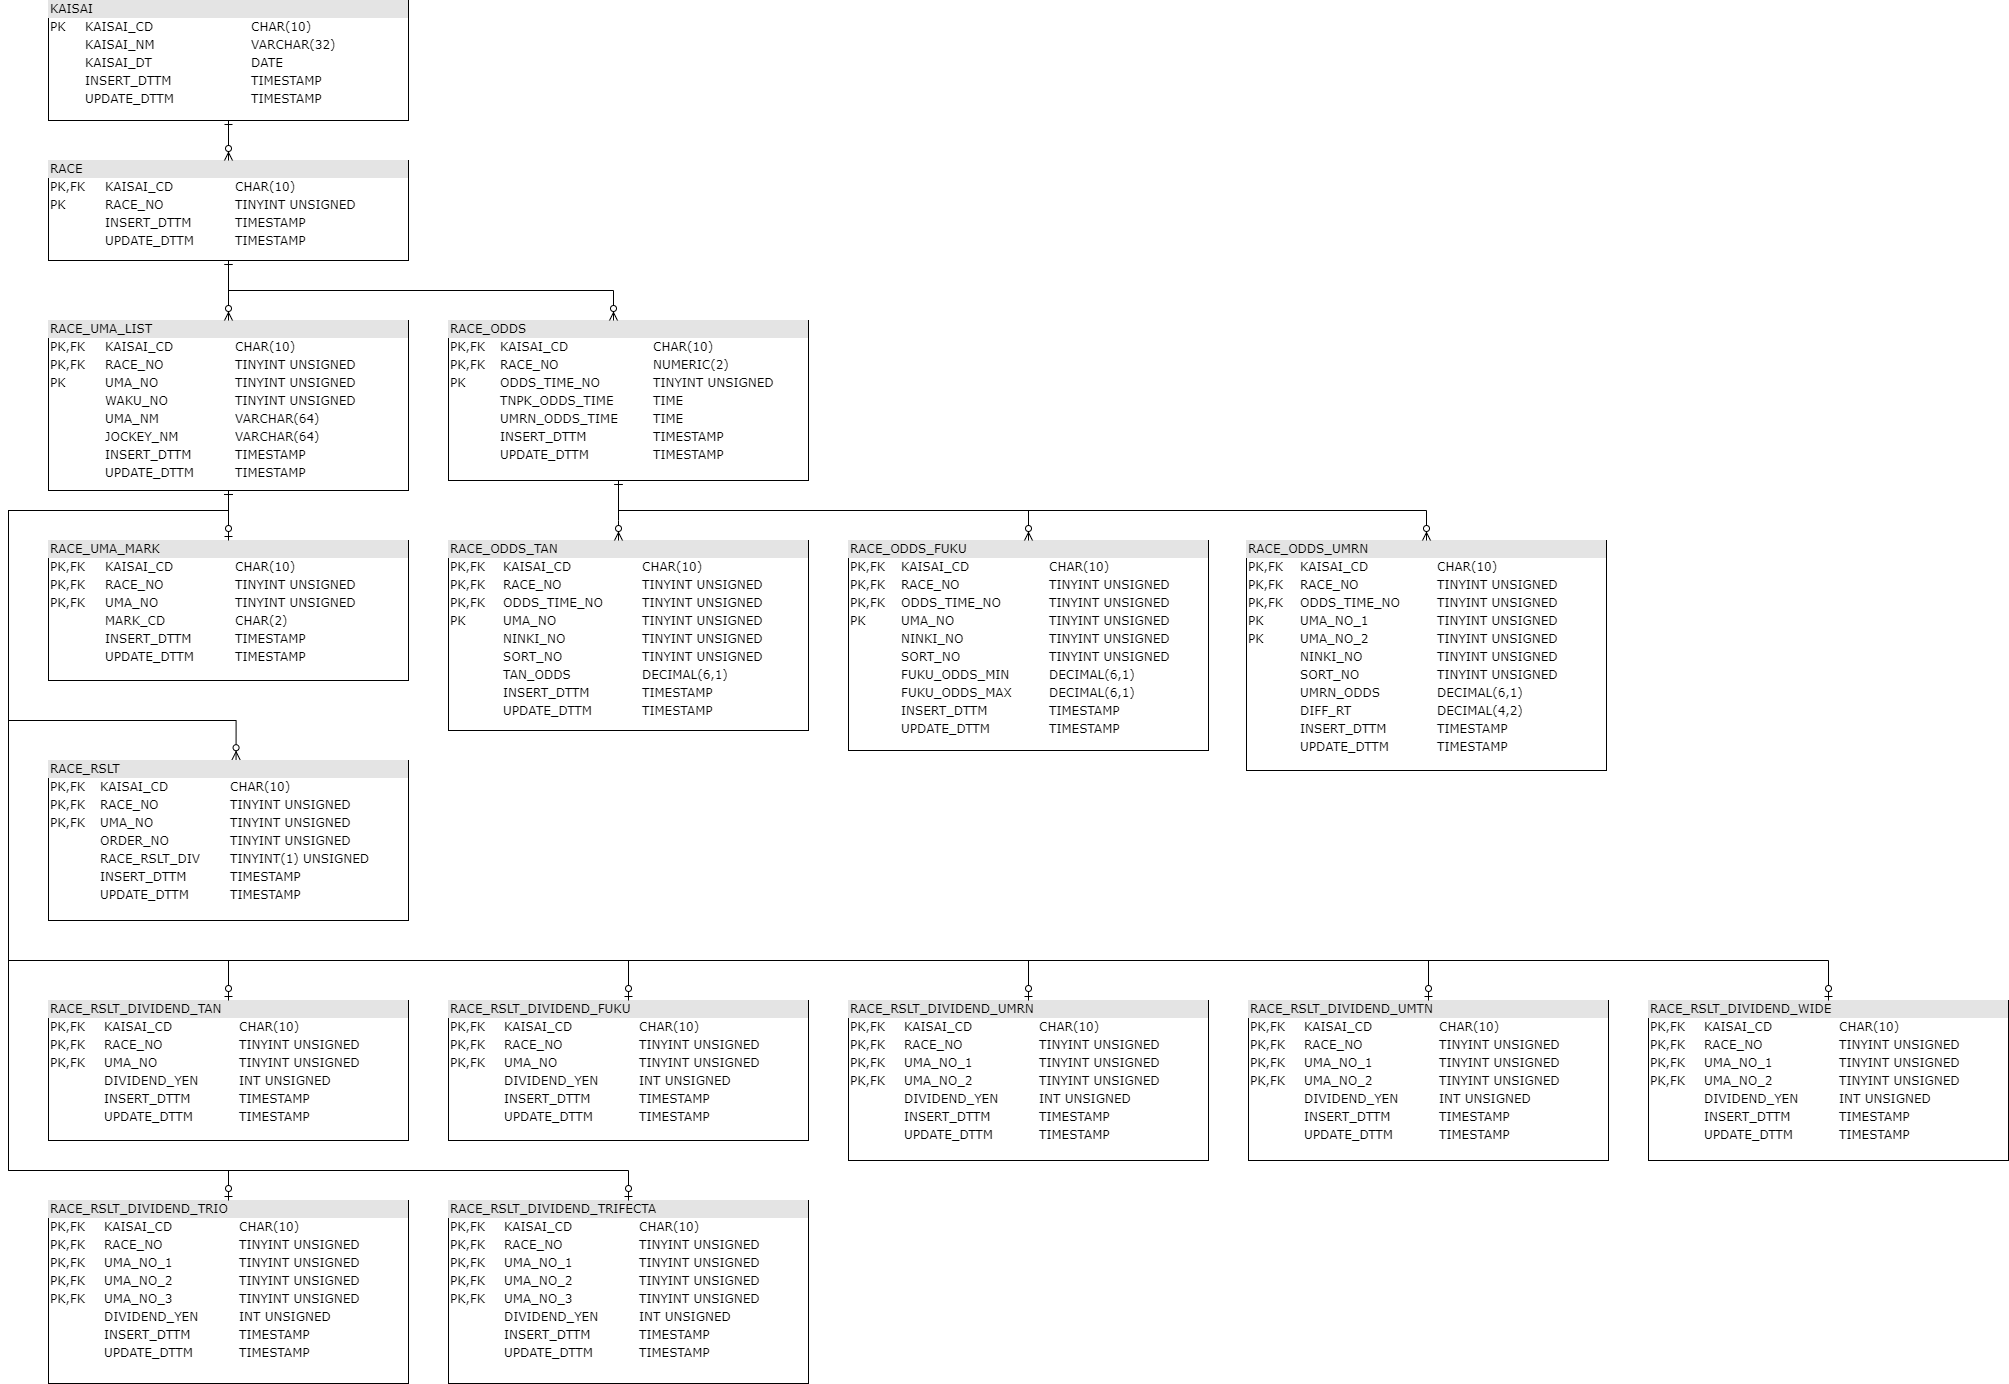 KAISAI
PK KAISAI_CD CHAR(10)
KAISAI_NM VARCHAR(32)
KAISAI_DT DATE
INSERT_DTTM TIMESTAMP
UPDATE_DTTM TIMESTAMP
RACE
PK,FK KAISAI_CD CHAR(10)
PK RACE_NO TINYINT UNSIGNED
INSERT_DTTM TIMESTAMP
UPDATE_DTTM TIMESTAMP
RACE_UMA_LIST
PK,FK KAISAI_CD CHAR(10)
PK,FK RACE_NO TINYINT UNSIGNED
PK UMA_NO TINYINT UNSIGNED
WAKU_NO TINYINT UNSIGNED
UMA_NM VARCHAR(64)
JOCKEY_NM VARCHAR(64)
INSERT_DTTM TIMESTAMP
UPDATE_DTTM TIMESTAMP
RACE_ODDS
PK,FK KAISAI_CD CHAR(10)
PK,FK RACE_NO NUMERIC(2)
PK ODDS_TIME_NO TINYINT UNSIGNED
TNPK_ODDS_TIME TIME
UMRN_ODDS_TIME TIME
INSERT_DTTM TIMESTAMP
UPDATE_DTTM TIMESTAMP
RACE_UMA_MARK
PK,FK KAISAI_CD CHAR(10)
PK,FK RACE_NO TINYINT UNSIGNED
PK,FK UMA_NO TINYINT UNSIGNED
MARK_CD CHAR(2)
INSERT_DTTM TIMESTAMP
UPDATE_DTTM TIMESTAMP
RACE_ODDS_TAN
PK,FK KAISAI_CD CHAR(10)
PK,FK RACE_NO TINYINT UNSIGNED
PK,FK ODDS_TIME_NO TINYINT UNSIGNED
PK UMA_NO TINYINT UNSIGNED
NINKI_NO TINYINT UNSIGNED
SORT_NO TINYINT UNSIGNED
TAN_ODDS DECIMAL(6,1)
INSERT_DTTM TIMESTAMP
UPDATE_DTTM TIMESTAMP
RACE_ODDS_FUKU
PK,FK KAISAI_CD CHAR(10)
PK,FK RACE_NO TINYINT UNSIGNED
PK,FK ODDS_TIME_NO TINYINT UNSIGNED
PK UMA_NO TINYINT UNSIGNED
NINKI_NO TINYINT UNSIGNED
SORT_NO TINYINT UNSIGNED
FUKU_ODDS_MIN DECIMAL(6,1)
FUKU_ODDS_MAX DECIMAL(6,1)
INSERT_DTTM TIMESTAMP
UPDATE_DTTM TIMESTAMP
RACE_ODDS_UMRN
PK,FK KAISAI_CD CHAR(10)
PK,FK RACE_NO TINYINT UNSIGNED
PK,FK ODDS_TIME_NO TINYINT UNSIGNED
PK UMA_NO_1 TINYINT UNSIGNED
PK UMA_NO_2 TINYINT UNSIGNED
NINKI_NO TINYINT UNSIGNED
SORT_NO TINYINT UNSIGNED
UMRN_ODDS DECIMAL(6,1)
DIFF_RT DECIMAL(4,2)
INSERT_DTTM TIMESTAMP
UPDATE_DTTM TIMESTAMP
RACE_RSLT
PK,FK KAISAI_CD CHAR(10)
PK,FK RACE_NO TINYINT UNSIGNED
PK,FK UMA_NO TINYINT UNSIGNED
ORDER_NO TINYINT UNSIGNED
RACE_RSLT_DIV TINYINT(1) UNSIGNED
INSERT_DTTM TIMESTAMP
UPDATE_DTTM TIMESTAMP
RACE_RSLT_DIVIDEND_TAN
PK,FK KAISAI_CD CHAR(10)
PK,FK RACE_NO TINYINT UNSIGNED
PK,FK UMA_NO TINYINT UNSIGNED
DIVIDEND_YEN INT UNSIGNED
INSERT_DTTM TIMESTAMP
UPDATE_DTTM TIMESTAMP
RACE_RSLT_DIVIDEND_FUKU
PK,FK KAISAI_CD CHAR(10)
PK,FK RACE_NO TINYINT UNSIGNED
PK,FK UMA_NO TINYINT UNSIGNED
DIVIDEND_YEN INT UNSIGNED
INSERT_DTTM TIMESTAMP
UPDATE_DTTM TIMESTAMP
RACE_RSLT_DIVIDEND_UMRN
PK,FK KAISAI_CD CHAR(10)
PK,FK RACE_NO TINYINT UNSIGNED
PK,FK UMA_NO_1 TINYINT UNSIGNED
PK,FK UMA_NO_2 TINYINT UNSIGNED
DIVIDEND_YEN INT UNSIGNED
INSERT_DTTM TIMESTAMP
UPDATE_DTTM TIMESTAMP
RACE_RSLT_DIVIDEND_UMTN
PK,FK KAISAI_CD CHAR(10)
PK,FK RACE_NO TINYINT UNSIGNED
PK,FK UMA_NO_1 TINYINT UNSIGNED
PK,FK UMA_NO_2 TINYINT UNSIGNED
DIVIDEND_YEN INT UNSIGNED
INSERT_DTTM TIMESTAMP
UPDATE_DTTM TIMESTAMP
RACE_RSLT_DIVIDEND_WIDE
PK,FK KAISAI_CD CHAR(10)
PK,FK RACE_NO TINYINT UNSIGNED
PK,FK UMA_NO_1 TINYINT UNSIGNED
PK,FK UMA_NO_2 TINYINT UNSIGNED
DIVIDEND_YEN INT UNSIGNED
INSERT_DTTM TIMESTAMP
UPDATE_DTTM TIMESTAMP
RACE_RSLT_DIVIDEND_TRIO
PK,FK KAISAI_CD CHAR(10)
PK,FK RACE_NO TINYINT UNSIGNED
PK,FK UMA_NO_1 TINYINT UNSIGNED
PK,FK UMA_NO_2 TINYINT UNSIGNED
PK,FK UMA_NO_3 TINYINT UNSIGNED
DIVIDEND_YEN INT UNSIGNED
INSERT_DTTM TIMESTAMP
UPDATE_DTTM TIMESTAMP
RACE_RSLT_DIVIDEND_TRIFECTA
PK,FK KAISAI_CD CHAR(10)
PK,FK RACE_NO TINYINT UNSIGNED
PK,FK UMA_NO_1 TINYINT UNSIGNED
PK,FK UMA_NO_2 TINYINT UNSIGNED
PK,FK UMA_NO_3 TINYINT UNSIGNED
DIVIDEND_YEN INT UNSIGNED
INSERT_DTTM TIMESTAMP
UPDATE_DTTM TIMESTAMP